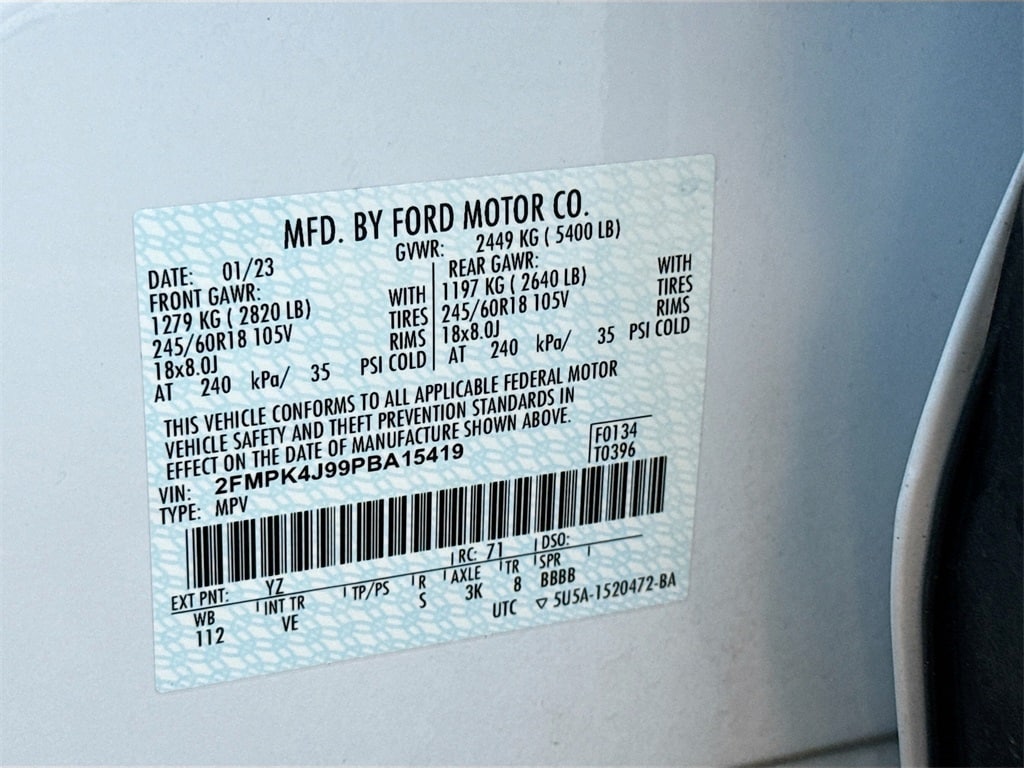 MFD. BY FORD MOTOR CO.
DATE: 01/23 GVWR: 2449 KG ( 5400 LB)
FRONT GAWR: REAR GAWR:
1279 KG ( 2820 LB) WITH 1197 KG ( 2640 LB) WITH
245/60R18 105V TIRES 245/60R18 105V TIRES
18x8.0J RIMS 18x8.0J RIMS
AT 240 kPa/ 35 PSI COLD AT 240 kPa/ 35 PSI COLD
THIS VEHICLE CONFORMS TO ALL APPLICABLE FEDERAL MOTOR
VEHICLE SAFETY AND THEFT PREVENTION STANDARDS IN
EFFECT ON THE DATE OF MANUFACTURE SHOWN ABOVE.
F0134
VIN: 2FMPK4J99PBA15419 T0396
TYPE: MPV
EXT PNT: YZ RC: 71 DSO:
WB INT TR TP/PS R AXLE TR SPR
112 VE S 3K 8 BBBB
UTC ▽ 5U5A-1520472-BA